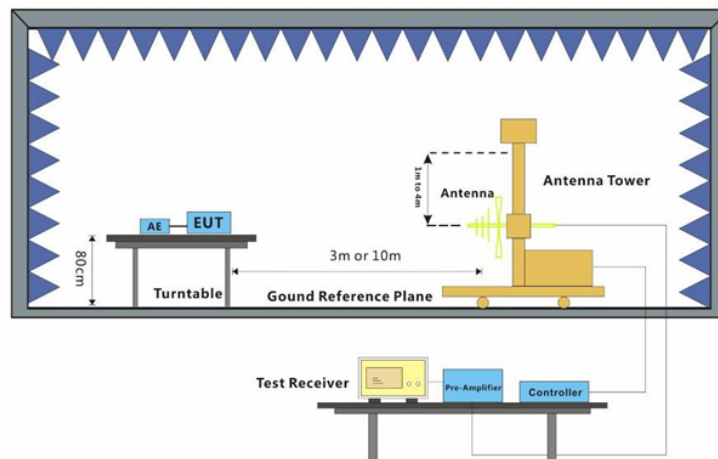 1m to 4m
Antenna
Antenna Tower
AE
EUT
80cm
3m or 10m
Turntable
Gound Reference Plane
Test Receiver
Pre-Amplifier
Controller